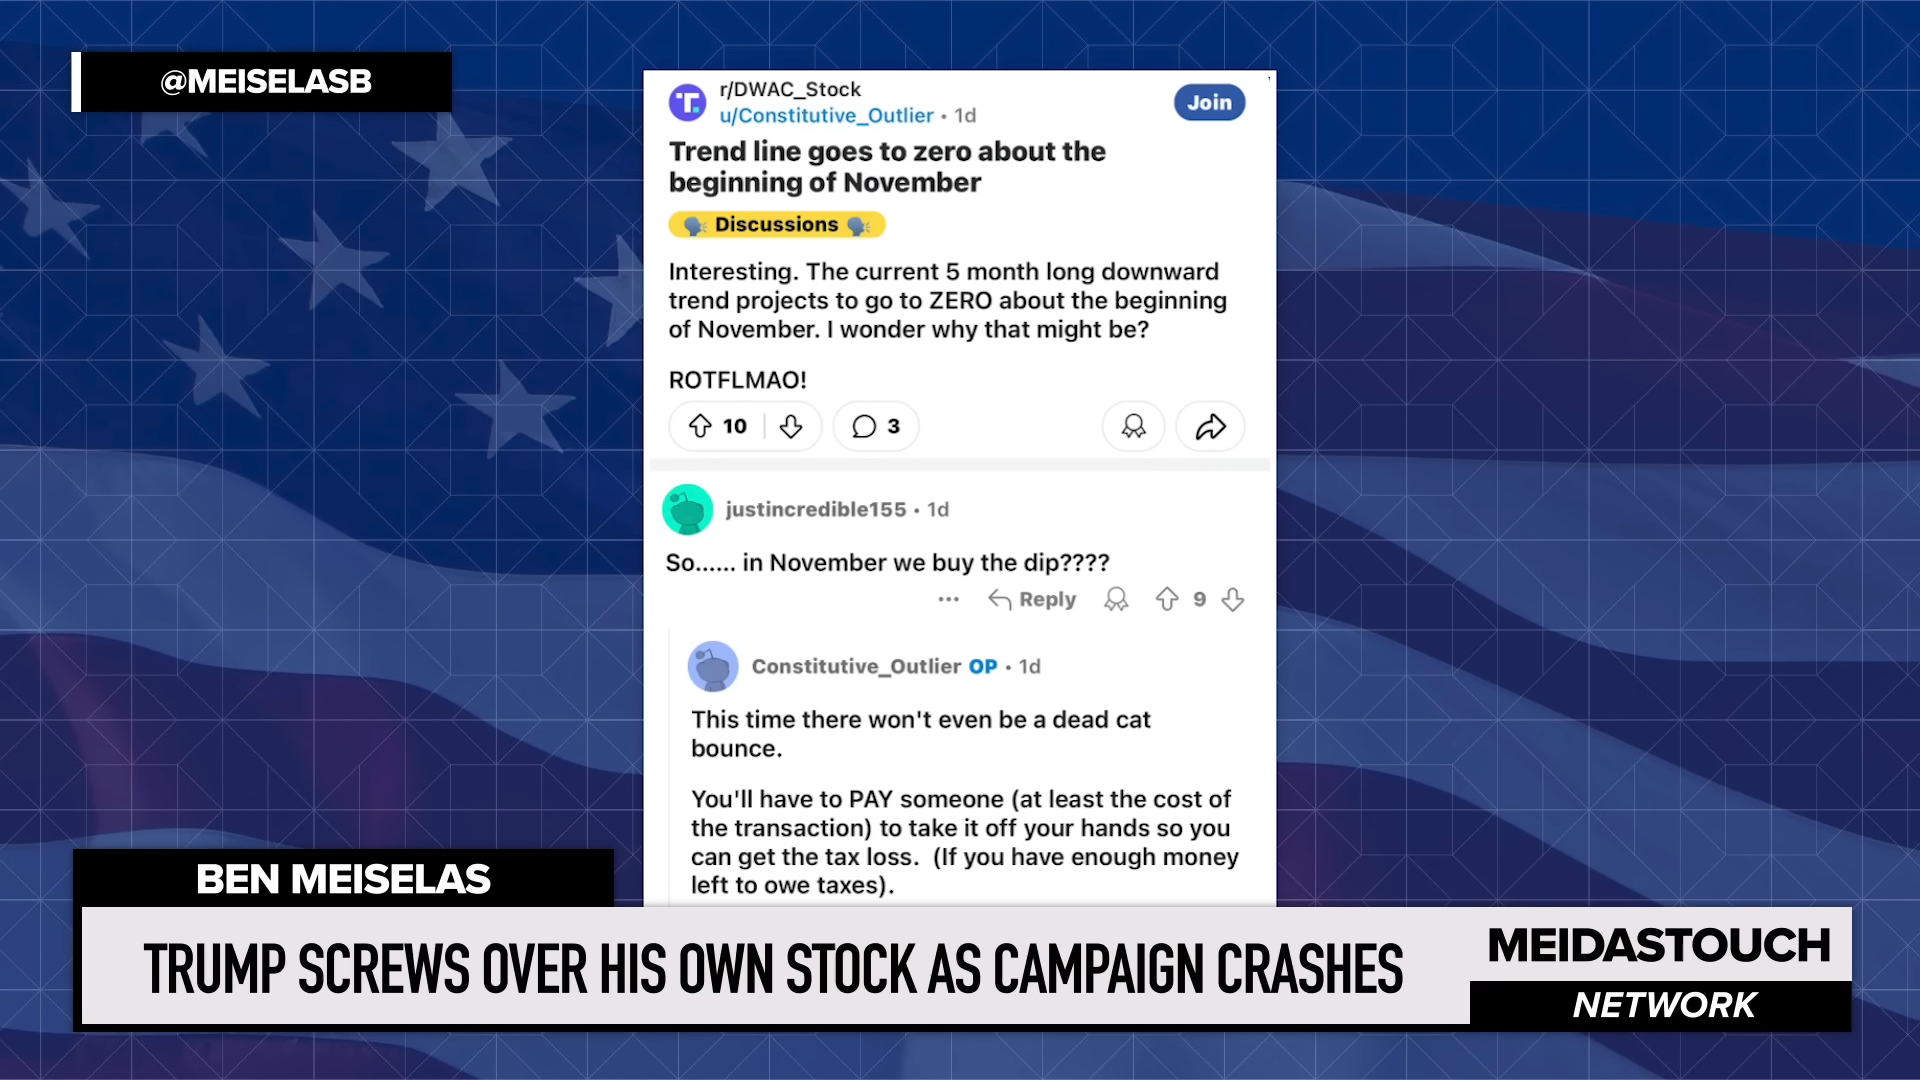 @MEISELASB
r/DWAC_Stock
u/Constitutive_Outlier • 1d
Join
Trend line goes to zero about the
beginning of November
Discussions
Interesting. The current 5 month long downward
trend projects to go to ZERO about the beginning
of November. I wonder why that might be?
ROTFLMAO!
10
3
justincredible155 • 1d
So...... in November we buy the dip????
... Reply 9
Constitutive_Outlier OP • 1d
This time there won't even be a dead cat
bounce.
You'll have to PAY someone (at least the cost of
the transaction) to take it off your hands so you
can get the tax loss. (If you have enough money
left to owe taxes).
BEN MEISELAS
TRUMP SCREWS OVER HIS OWN STOCK AS CAMPAIGN CRASHES
MEIDASTOUCH
NETWORK